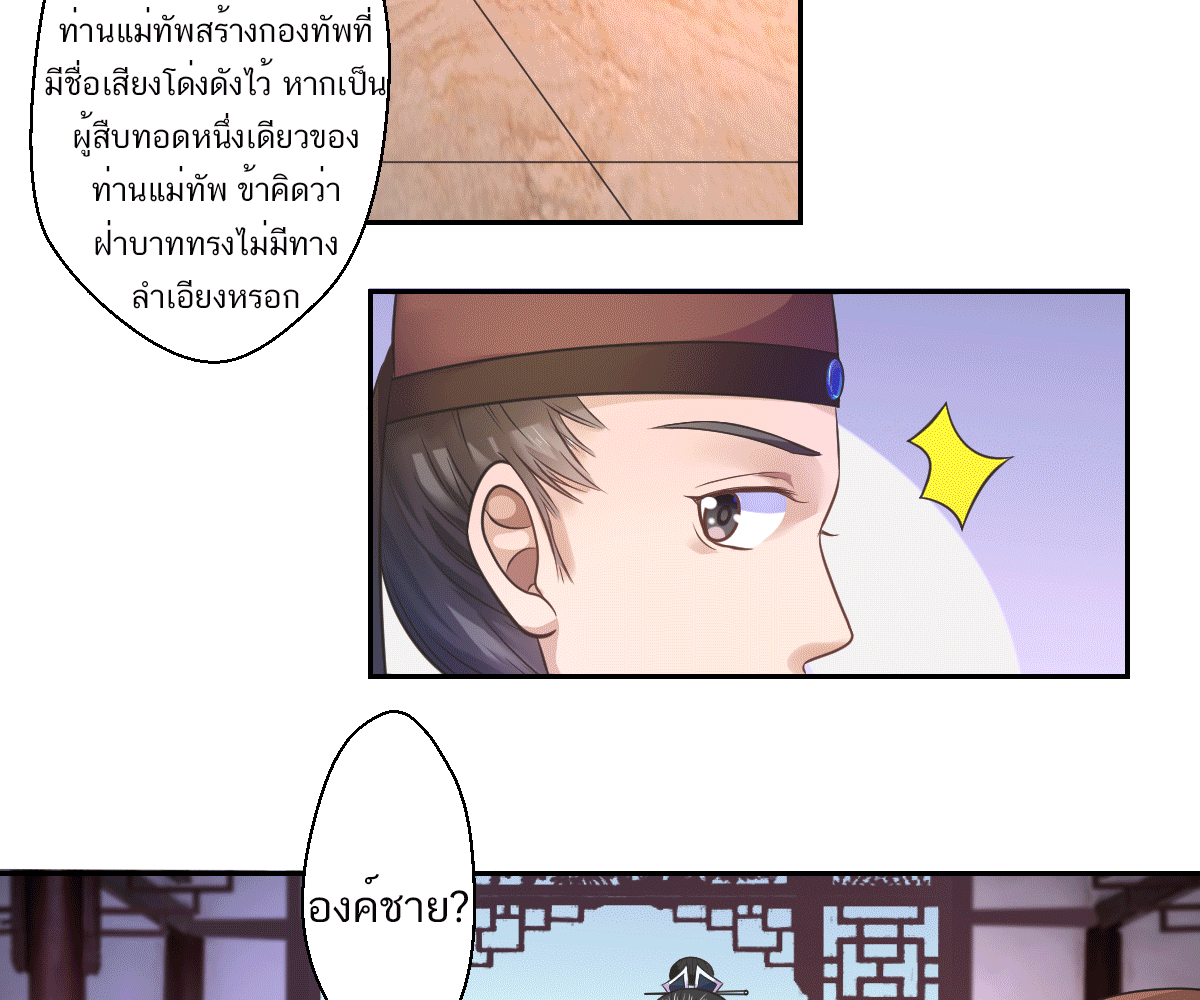 ท่านแม่ทัพสร้างกองทัพที่
มีชื่อเสียงโด่งดังไว้ หากเป็น
ผู้สืบทอดหนึ่งเดียวของ
ท่านแม่ทัพ ข้าคิดว่า
ฝ่าบาททรงไม่มีทาง
ลำเอียงหรอก
องค์ชาย?